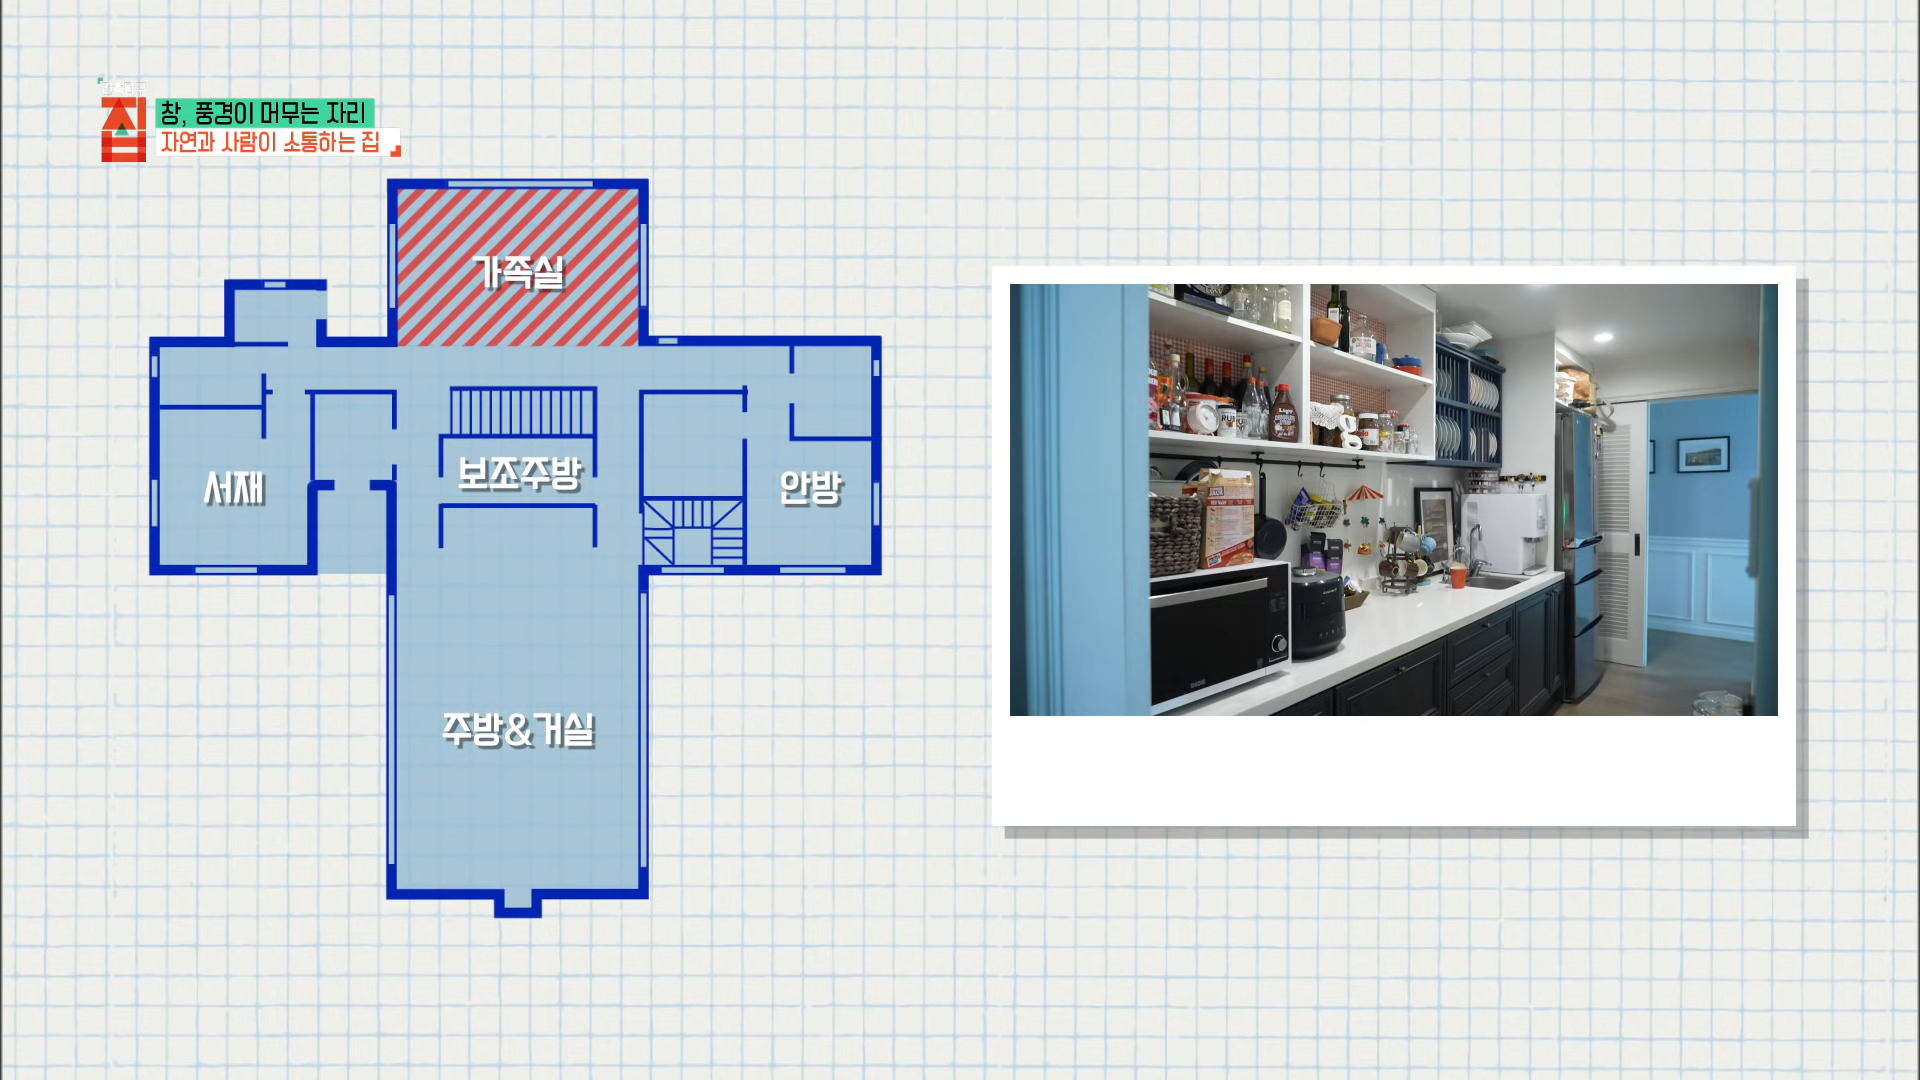 집
창, 풍경이 머무는 자리
자연과 사람이 소통하는 집
가족실
서재
보조주방
안방
주방&거실